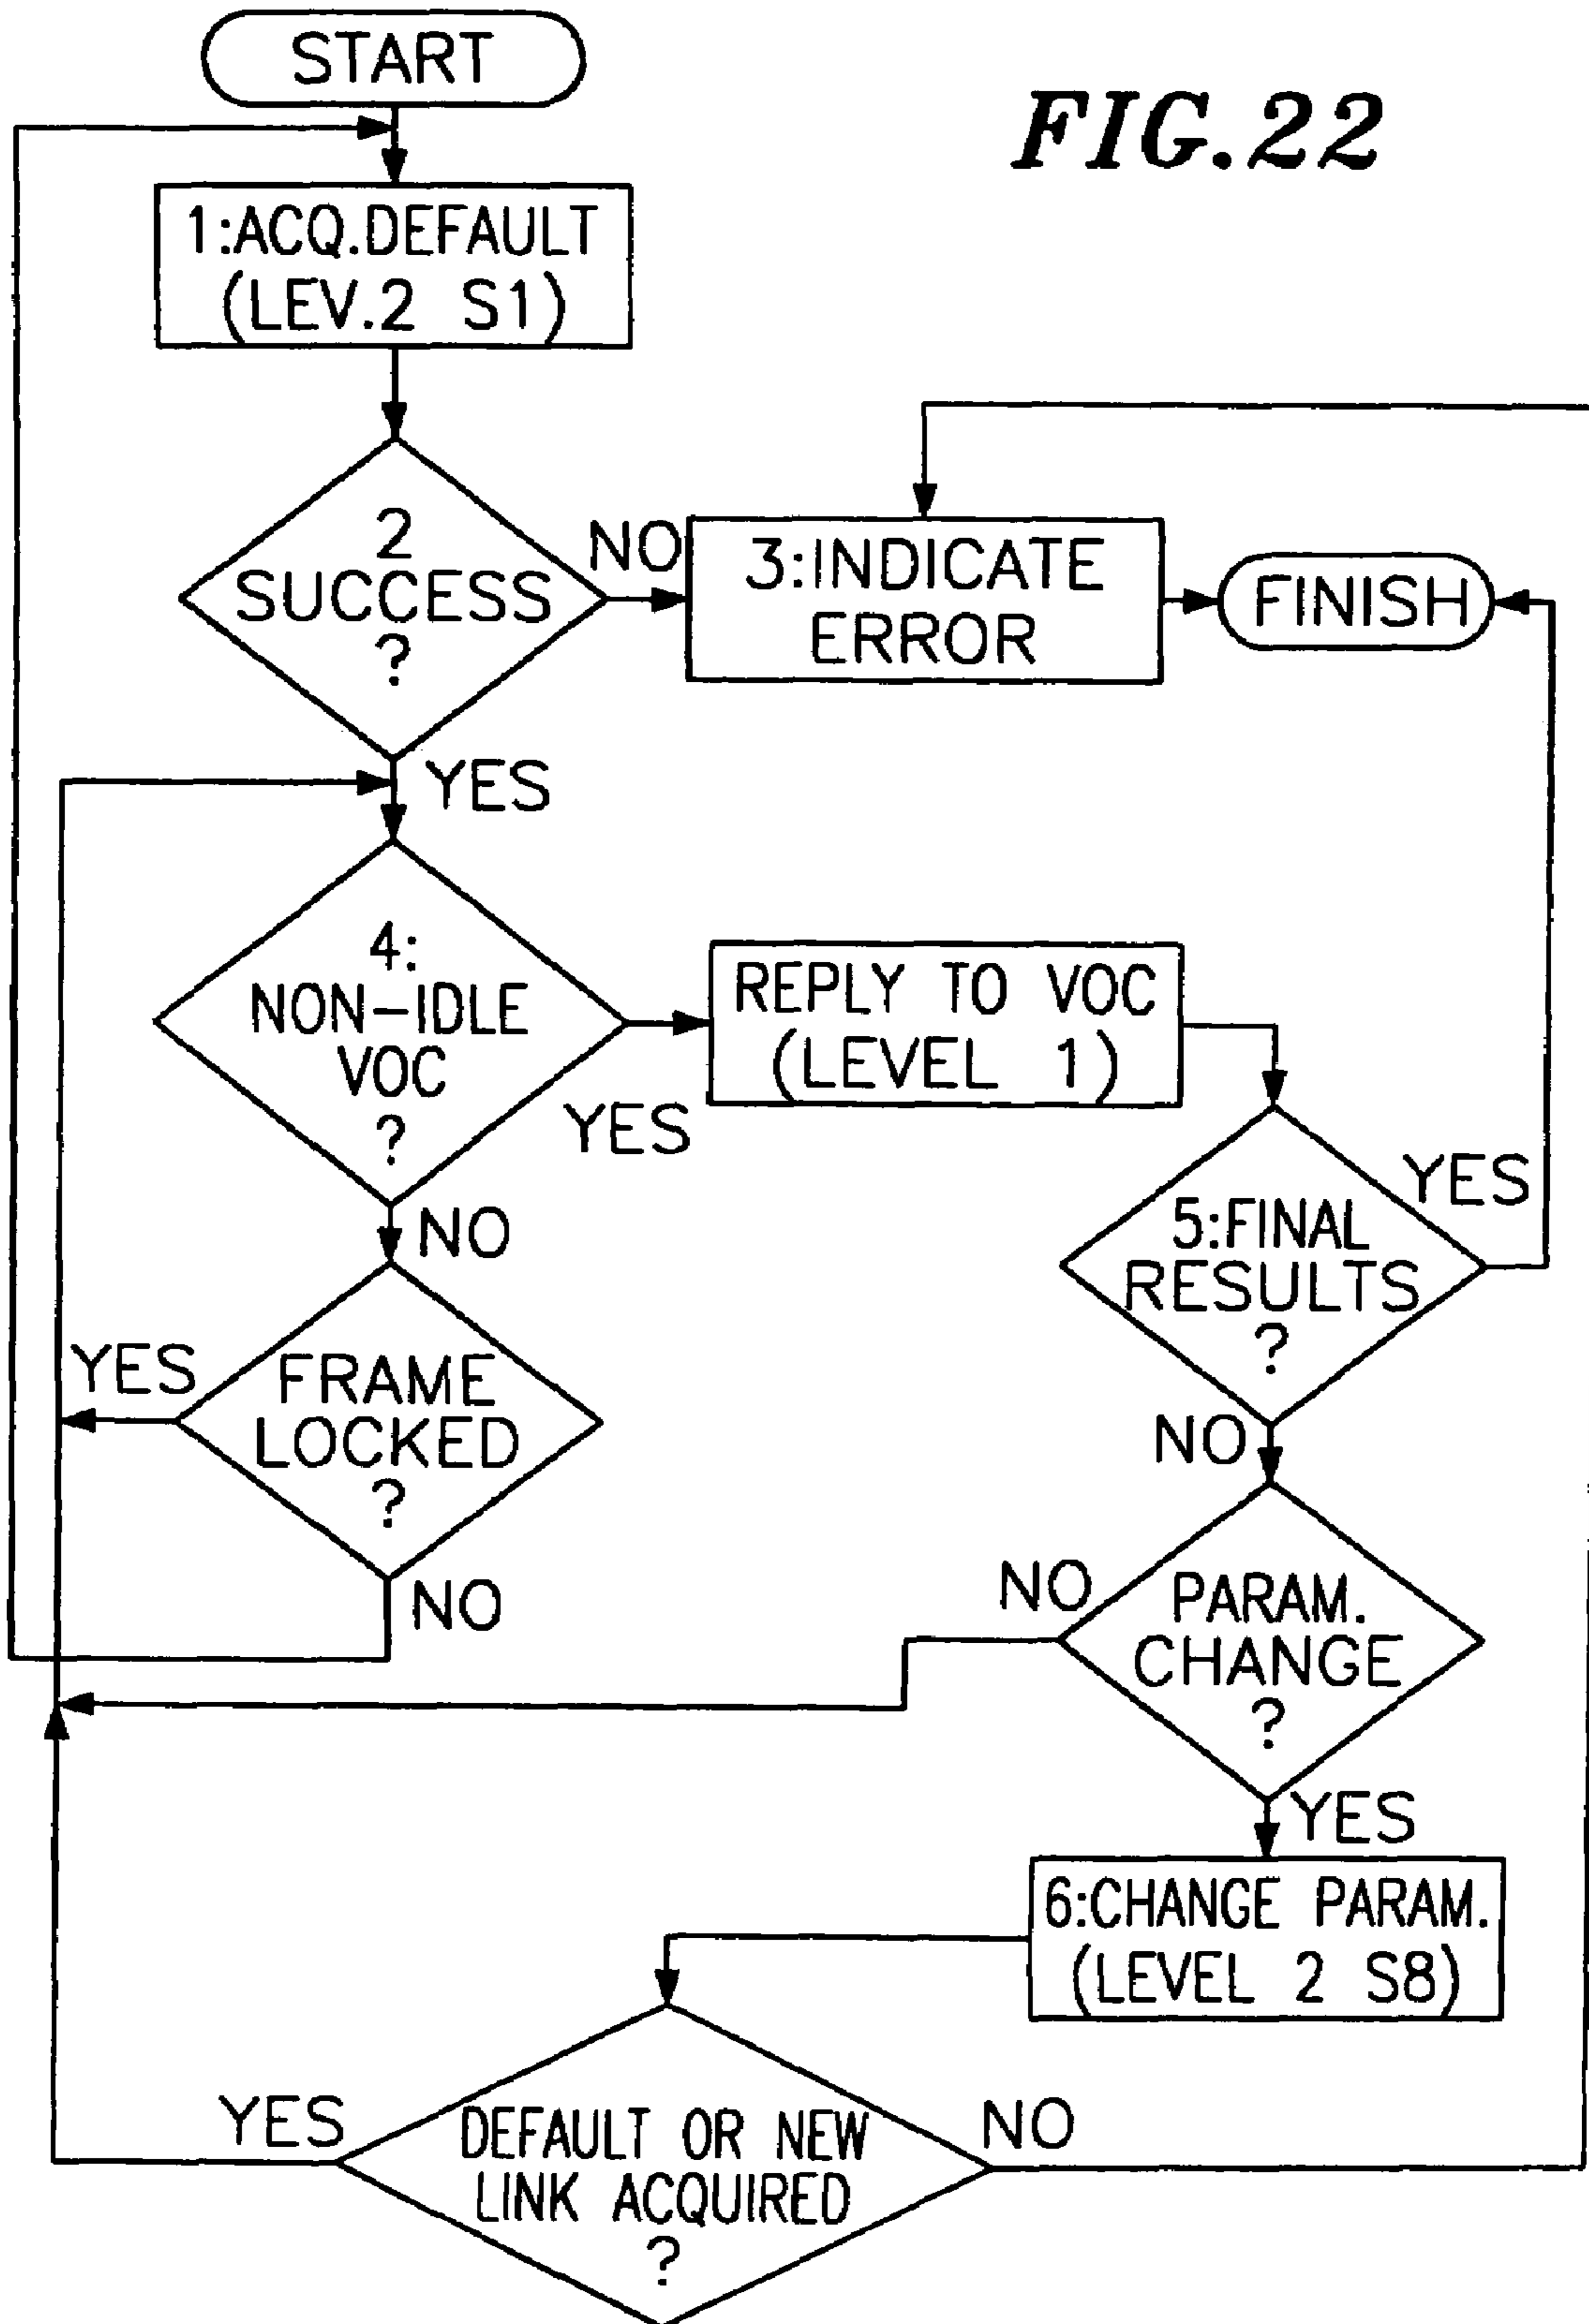 START
FIG.22
1:ACQ.DEFAULT
(LEV.2 S1)
2
SUCCESS
?
NO
3:INDICATE
ERROR
FINISH
YES
4:
NON-IDLE
VOC
?
YES
REPLY TO VOC
(LEVEL 1)
NO
5:FINAL
RESULTS
?
YES
YES
FRAME
LOCKED
?
NO
NO
NO
PARAM.
CHANGE
?
YES
6:CHANGE PARAM.
(LEVEL 2 S8)
YES
DEFAULT OR NEW
LINK ACQUIRED
?
NO